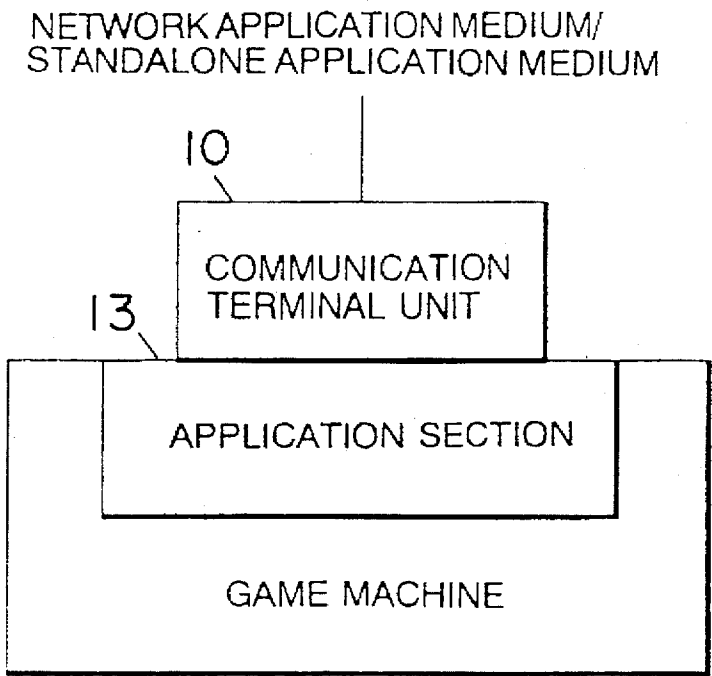 NETWORK APPLICATION MEDIUM/
STANDALONE APPLICATION MEDIUM
10
COMMUNICATION
TERMINAL UNIT
13
APPLICATION SECTION
GAME MACHINE